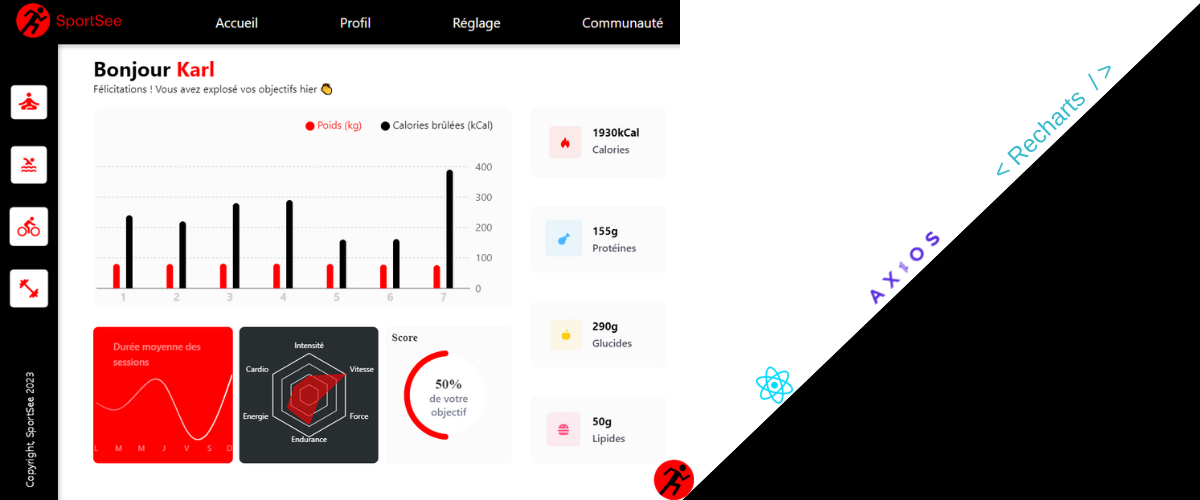 SportSee
Accueil
Profil
Réglage
Communauté
Bonjour Karl
Félicitations ! Vous avez explosé vos objectifs hier 👏
Poids (kg)
Calories brûlées (kCal)
400
300
200
100
0
1 2 3 4 5 6 7
1930kCal
Calories
155g
Protéines
290g
Glucides
50g
Lipides
Durée moyenne des
sessions
L M M J V S D
Intensité
Vitesse
Force
Endurance
Energie
Cardio
Score
50%
de votre
objectif
Copyright, SportSee 2023
< Recharts / >
AXIOS